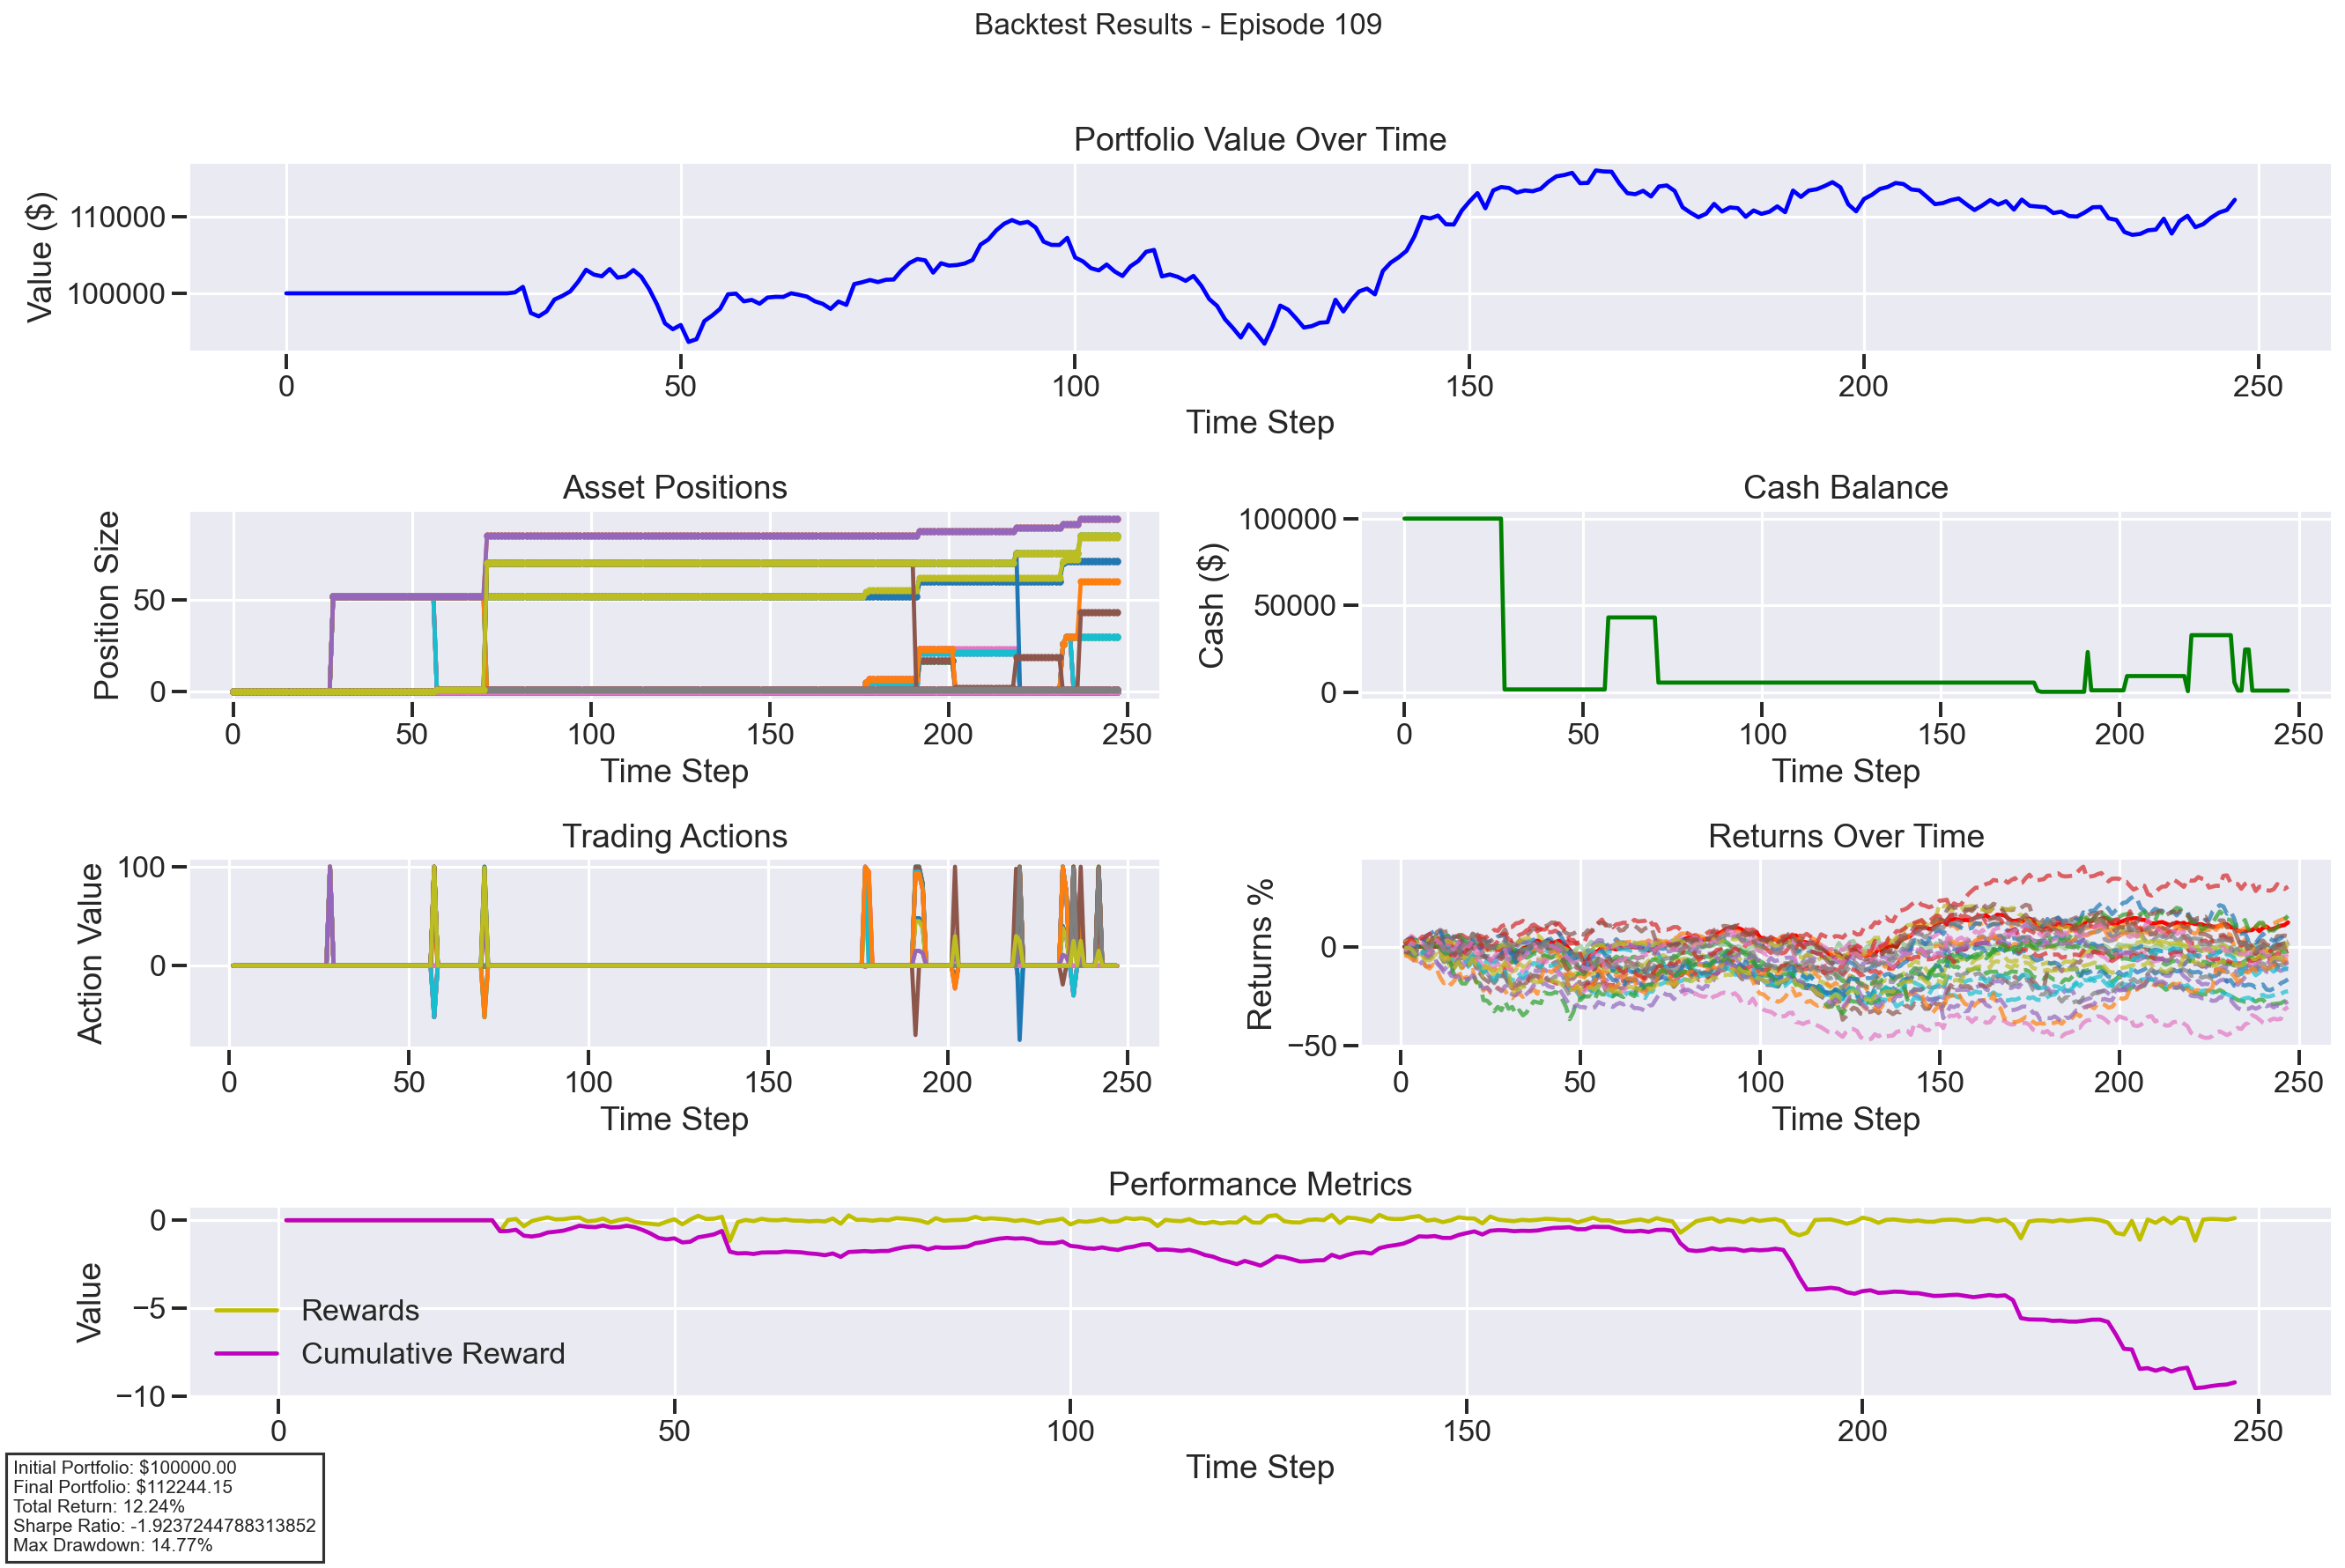 Backtest Results - Episode 109
Portfolio Value Over Time
Value ($)
110000
100000
0 50 100 150 200 250
Time Step
Asset Positions
Position Size
50
0
0 50 100 150 200 250
Time Step
Cash Balance
Cash ($)
100000
50000
0
0 50 100 150 200 250
Time Step
Trading Actions
Action Value
100
0
0 50 100 150 200 250
Time Step
Returns Over Time
Returns %
0
−50
0 50 100 150 200 250
Time Step
Performance Metrics
Value
0
−5
−10
Rewards
Cumulative Reward
0 50 100 150 200 250
Time Step
Initial Portfolio: $100000.00
Final Portfolio: $112244.15
Total Return: 12.24%
Sharpe Ratio: -1.9237244788313852
Max Drawdown: 14.77%